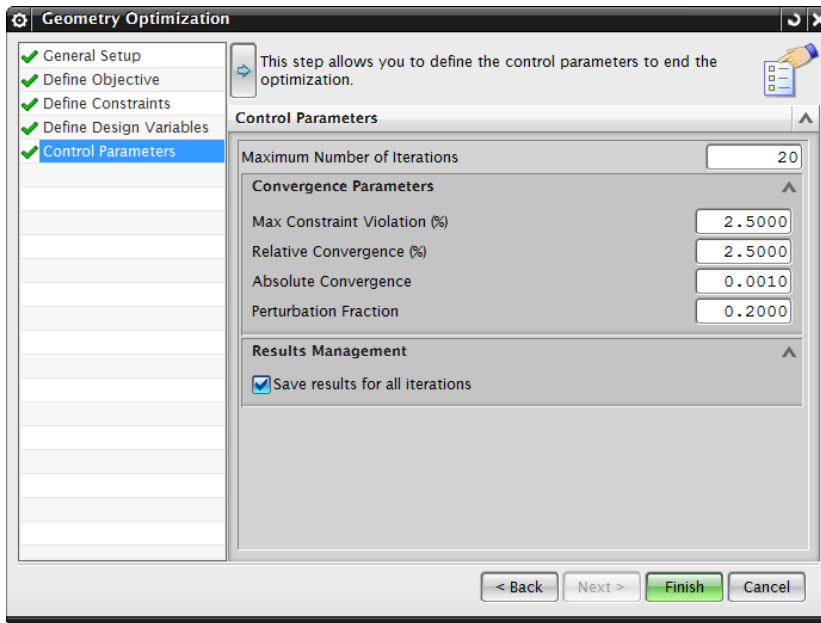 Geometry Optimization
General Setup
Define Objective
Define Constraints
Define Design Variables
Control Parameters
This step allows you to define the control parameters to end the
optimization.
Control Parameters
Maximum Number of Iterations 20
Convergence Parameters
Max Constraint Violation (%) 2.5000
Relative Convergence (%) 2.5000
Absolute Convergence 0.0010
Perturbation Fraction 0.2000
Results Management
Save results for all iterations
< Back Next > Finish Cancel